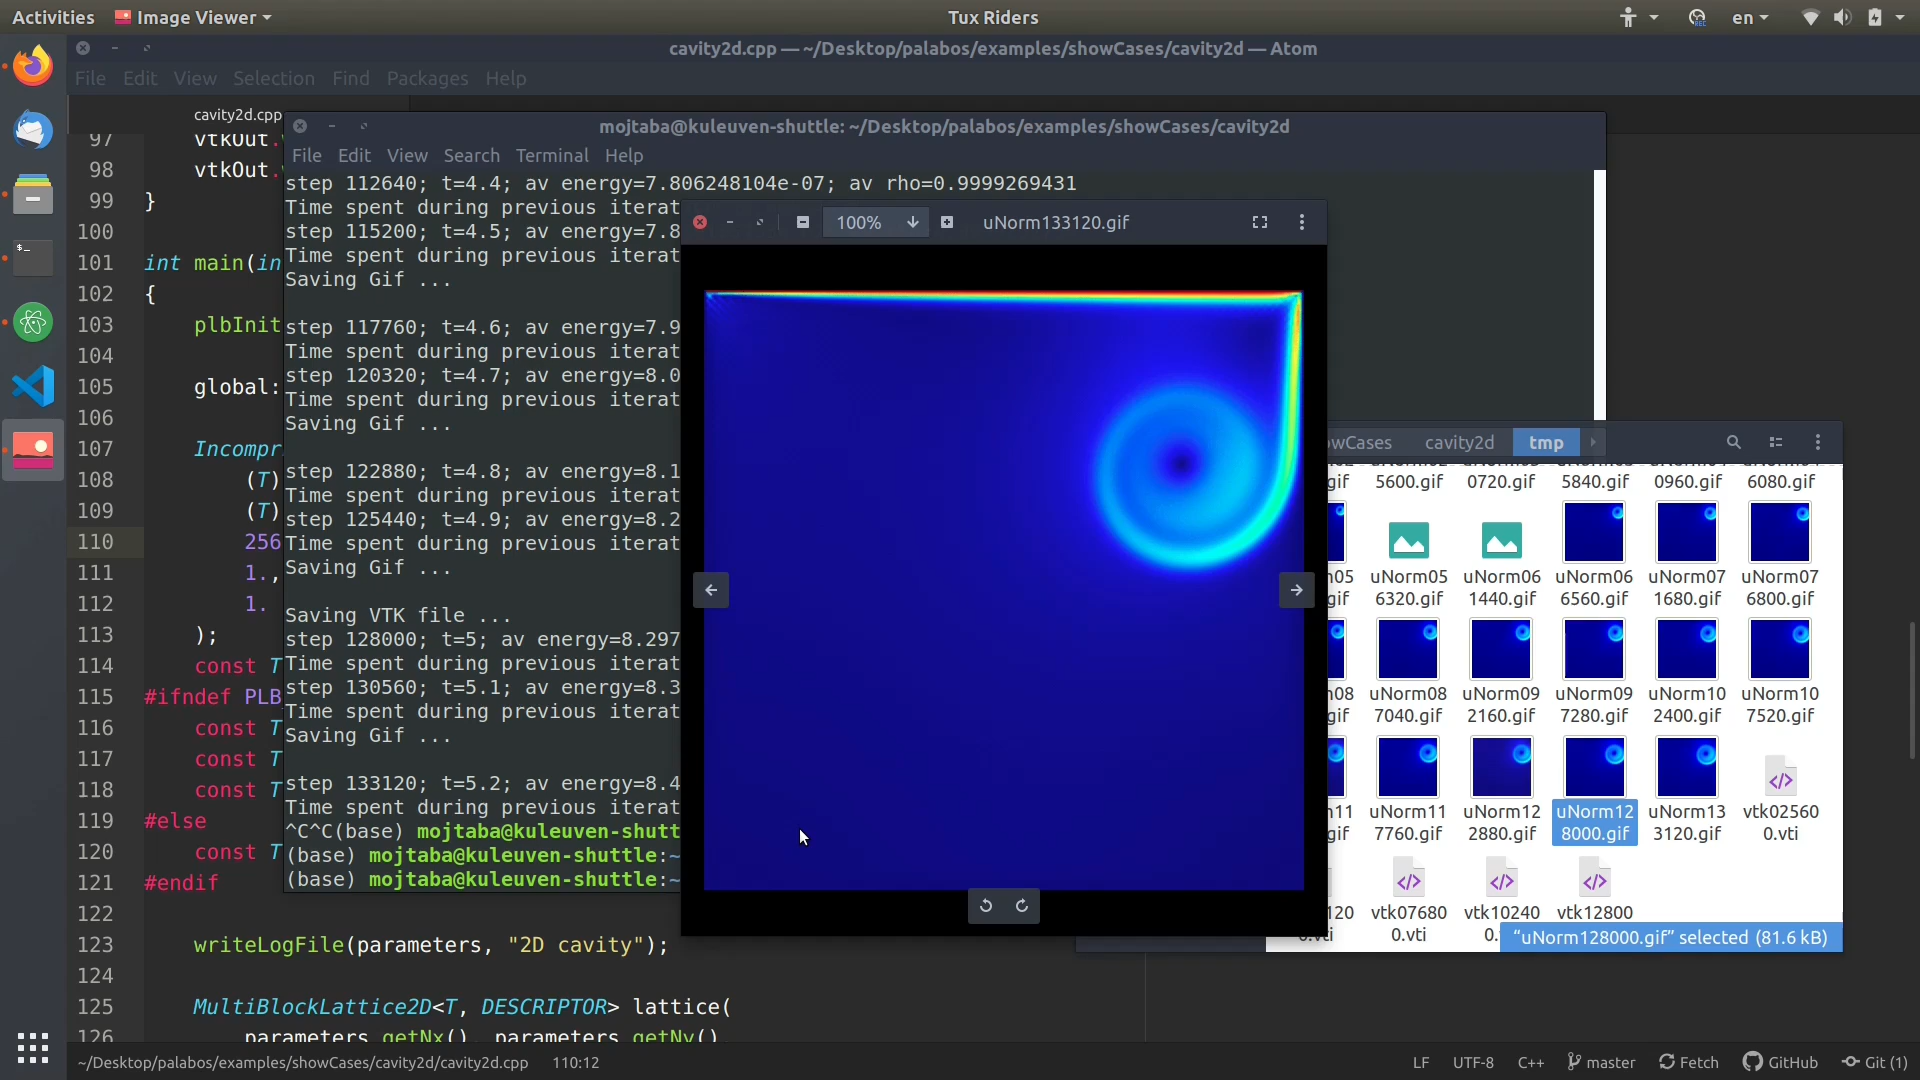 Activities
Image Viewer
Tux Riders
en
cavity2d.cpp — ~/Desktop/palabos/examples/showCases/cavity2d — Atom
File Edit View Selection Find Packages Help
cavity2d.cpp
97 vtkOut.
98 vtkOut.
99 }
100
101 int main(in
102 {
103 plbInit
104
105 global:
106
107 Incompr
108 (T)
109 (T)
110 256
111 1.,
112 1.
113 );
114 const T
115 #ifndef PLB
116 const T
117 const T
118 const T
119 #else
120 const T
121 #endif
122
123 writeLogFile(parameters, "2D cavity");
124
125 MultiBlockLattice2D<T, DESCRIPTOR> lattice(
126 parameters.getNx(), parameters.getNy()
~/Desktop/palabos/examples/showCases/cavity2d/cavity2d.cpp 110:12
LF UTF-8 C++ master Fetch GitHub Git (1)
mojtaba@kuleuven-shuttle: ~/Desktop/palabos/examples/showCases/cavity2d
File Edit View Search Terminal Help
step 112640; t=4.4; av energy=7.806248104e-07; av rho=0.9999269431
Time spent during previous iterat
step 115200; t=4.5; av energy=7.8
Time spent during previous iterat
Saving Gif ...
step 117760; t=4.6; av energy=7.9
Time spent during previous iterat
step 120320; t=4.7; av energy=8.0
Time spent during previous iterat
Saving Gif ...
step 122880; t=4.8; av energy=8.1
Time spent during previous iterat
step 125440; t=4.9; av energy=8.2
Time spent during previous iterat
Saving Gif ...
Saving VTK file ...
step 128000; t=5; av energy=8.297
Time spent during previous iterat
step 130560; t=5.1; av energy=8.3
Time spent during previous iterat
Saving Gif ...
step 133120; t=5.2; av energy=8.4
Time spent during previous iterat
^C^C(base) mojtaba@kuleuven-shutt
(base) mojtaba@kuleuven-shuttle:~
(base) mojtaba@kuleuven-shuttle:~
100% uNorm133120.gif
owCases cavity2d tmp
gif 5600.gif 0720.gif 5840.gif 0960.gif 6080.gif
n05 uNorm05 uNorm06 uNorm06 uNorm07 uNorm07
gif 6320.gif 1440.gif 6560.gif 1680.gif 6800.gif
n08 uNorm08 uNorm09 uNorm09 uNorm10 uNorm10
gif 7040.gif 2160.gif 7280.gif 2400.gif 7520.gif
n11 uNorm11 uNorm12 uNorm12 uNorm13 vtk02560
gif 7760.gif 2880.gif 8000.gif 3120.gif 0.vti
120 vtk07680 vtk10240 vtk12800
0.vti 0.vti 0.
“uNorm128000.gif” selected (81.6 kB)